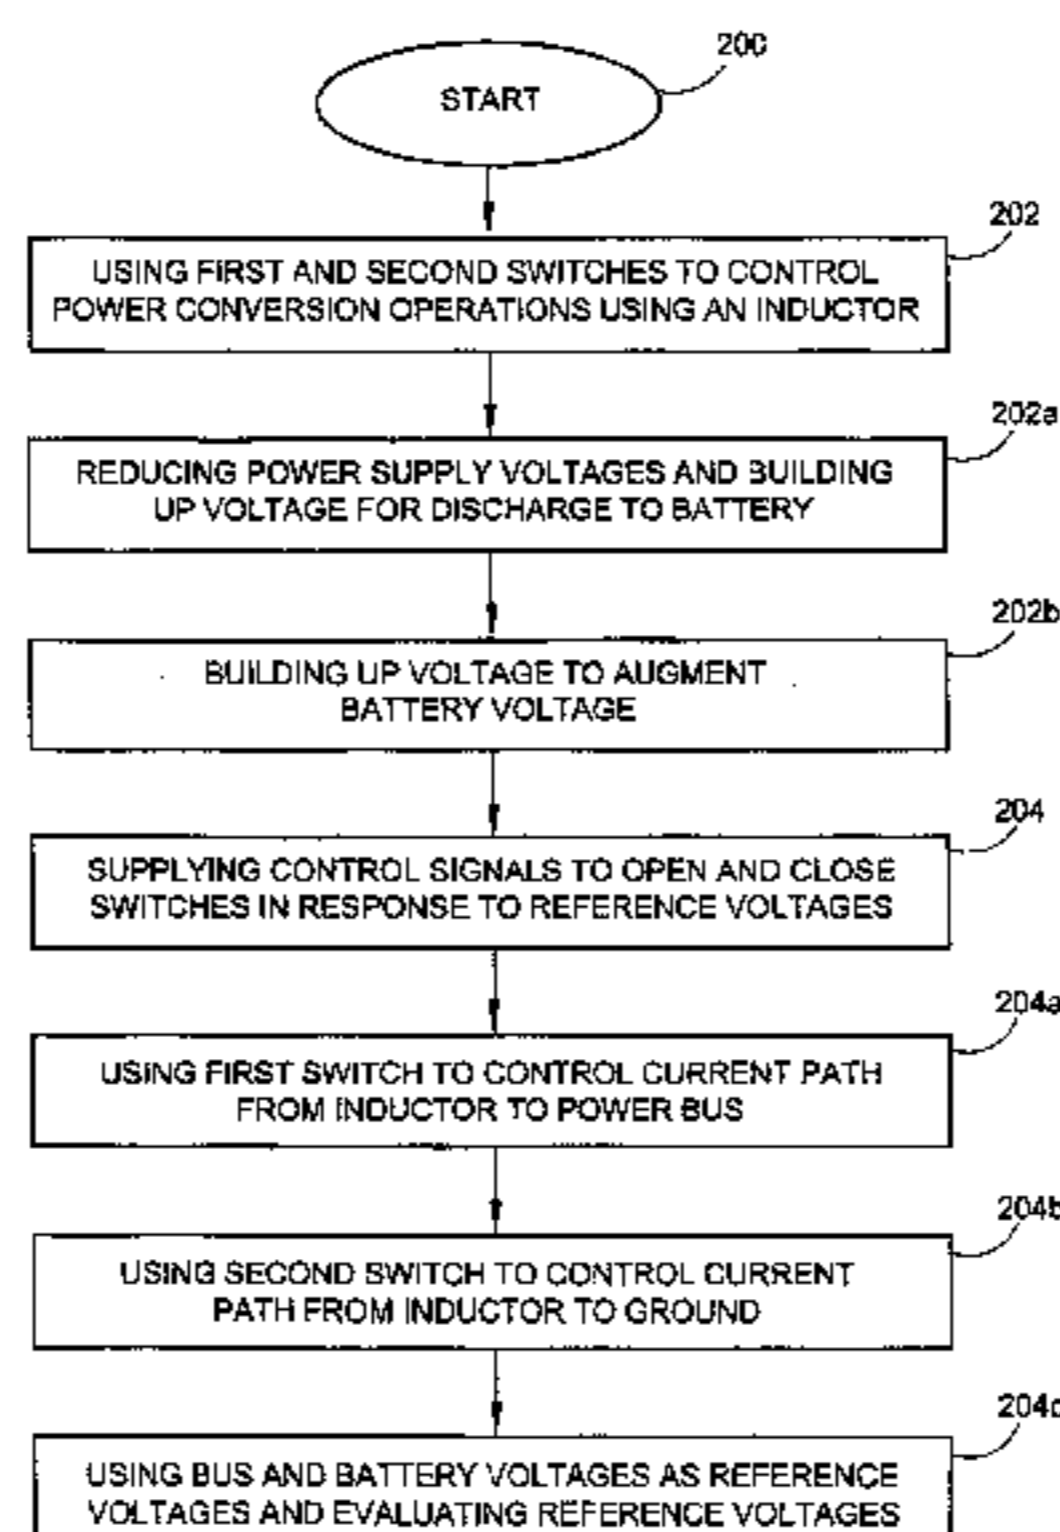 200
START
202
USING FIRST AND SECOND SWITCHES TO CONTROL
POWER CONVERSION OPERATIONS USING AN INDUCTOR
202a
REDUCING POWER SUPPLY VOLTAGES AND BUILDING
UP VOLTAGE FOR DISCHARGE TO BATTERY
202b
BUILDING UP VOLTAGE TO AUGMENT
BATTERY VOLTAGE
204
SUPPLYING CONTROL SIGNALS TO OPEN AND CLOSE
SWITCHES IN RESPONSE TO REFERENCE VOLTAGES
204a
USING FIRST SWITCH TO CONTROL CURRENT PATH
FROM INDUCTOR TO POWER BUS
204b
USING SECOND SWITCH TO CONTROL CURRENT
PATH FROM INDUCTOR TO GROUND
204c
USING BUS AND BATTERY VOLTAGES AS REFERENCE
VOLTAGES AND EVALUATING REFERENCE VOLTAGES